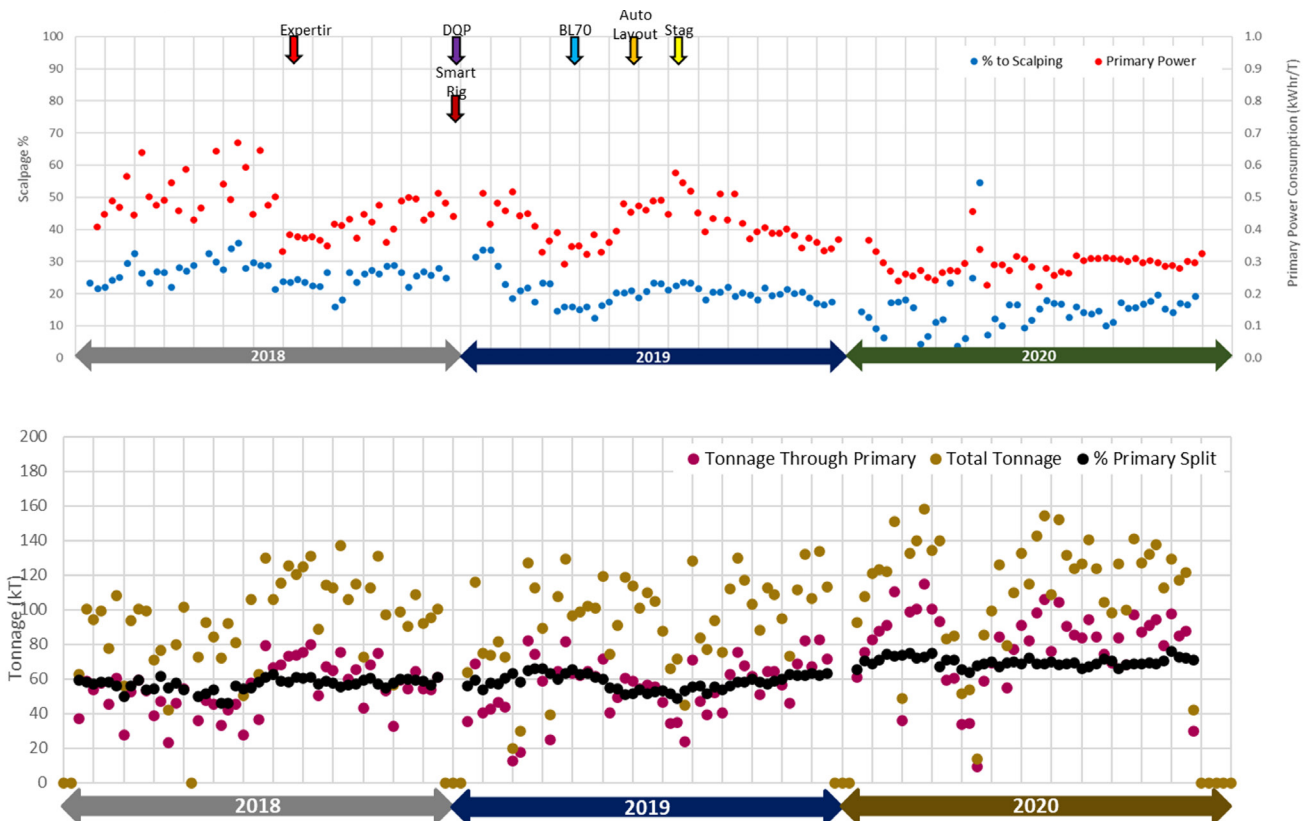 Expertir
DQP
Smart
Rig
BL70
Auto
Layout
Stag
% to Scalping
Primary Power
Scalpage %
100
90
80
70
60
50
40
30
20
10
0
Primary Power Consumption (kWhr/T)
1.0
0.9
0.8
0.7
0.6
0.5
0.4
0.3
0.2
0.1
0.0
2018
2019
2020
Tonnage Through Primary
Total Tonnage
% Primary Split
Tonnage (kT)
200
180
160
140
120
100
80
60
40
20
0
2018
2019
2020